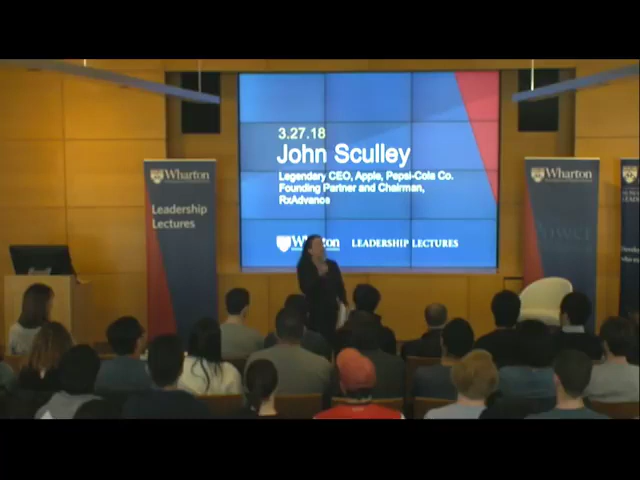 3.27.18
John Sculley
Legendary CEO, Apple, Pepsi-Cola Co.
Founding Partner and Chairman,
RxAdvance
Wharton LEADERSHIP LECTURES
Wharton
Leadership
Lectures
Wharton